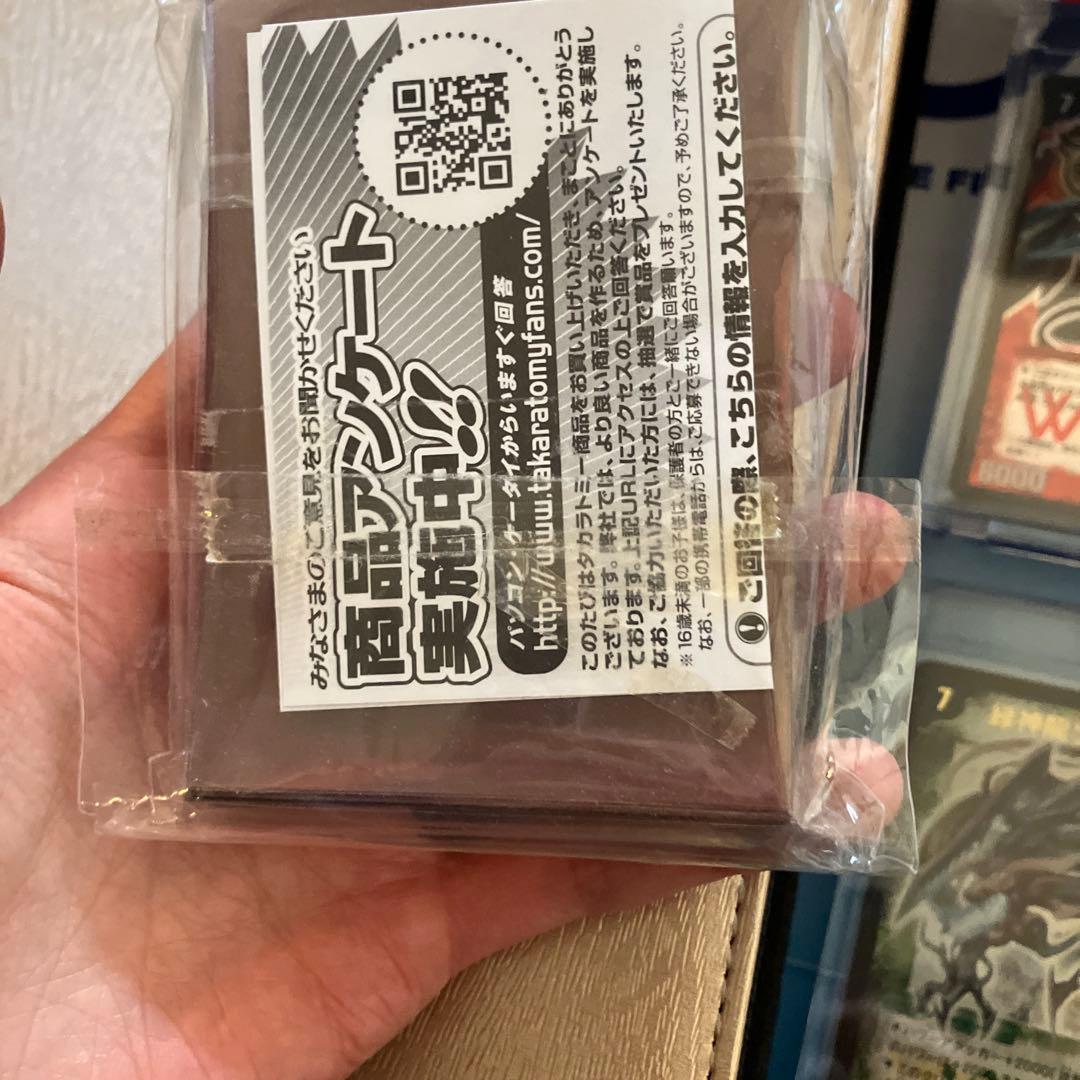 みなさまのご意見をお聞かせください
商品アンケート
実施中!!
パソコン、ケータイからいますぐ回答
http://www.takaratomyfans.com/
このたびはタカラトミー商品をお買い上げいただき、まことにありがとう
ございます。弊社では、より良い商品を作るため、アンケートを実施し
ております。上記URLにアクセスの上ご回答ください。
なお、ご協力いただいた方には、抽選で賞品をプレゼントいたします。
※16歳未満のお子様は、保護者の方とご一緒にご回答願います。
なお、一部の携帯電話からは、ご応募できない場合がございますので、予めご了承ください。
ご回答の際、こちらの情報を入力してください。
7
W
8000
7